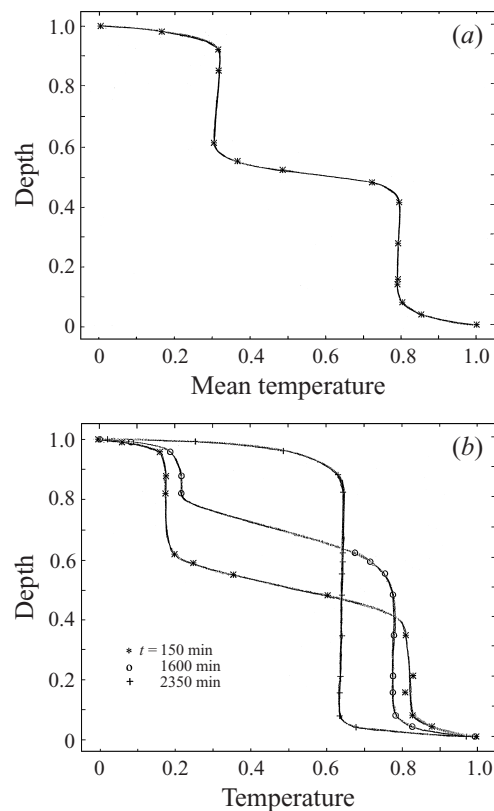 (a)
1.0
0.8
0.6
0.4
0.2
0
Depth
0 0.2 0.4 0.6 0.8 1.0
Mean temperature
(b)
1.0
0.8
0.6
0.4
0.2
0
Depth
* t = 150 min
o 1600 min
+ 2350 min
0 0.2 0.4 0.6 0.8 1.0
Temperature